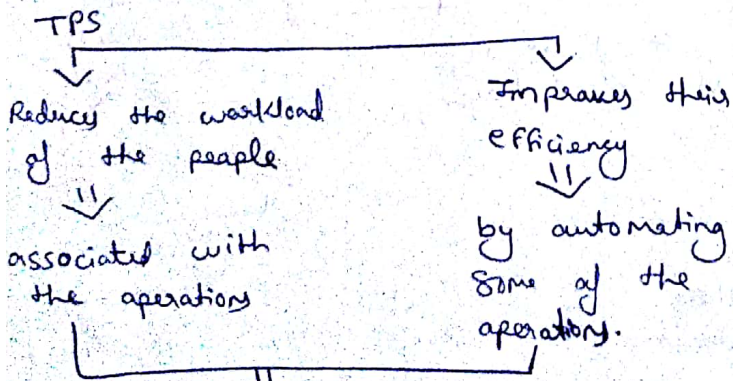 TPS
Reduces the workload
of the people
associated with
the operations
Improves their
efficiency
by automating
some of the
operations.